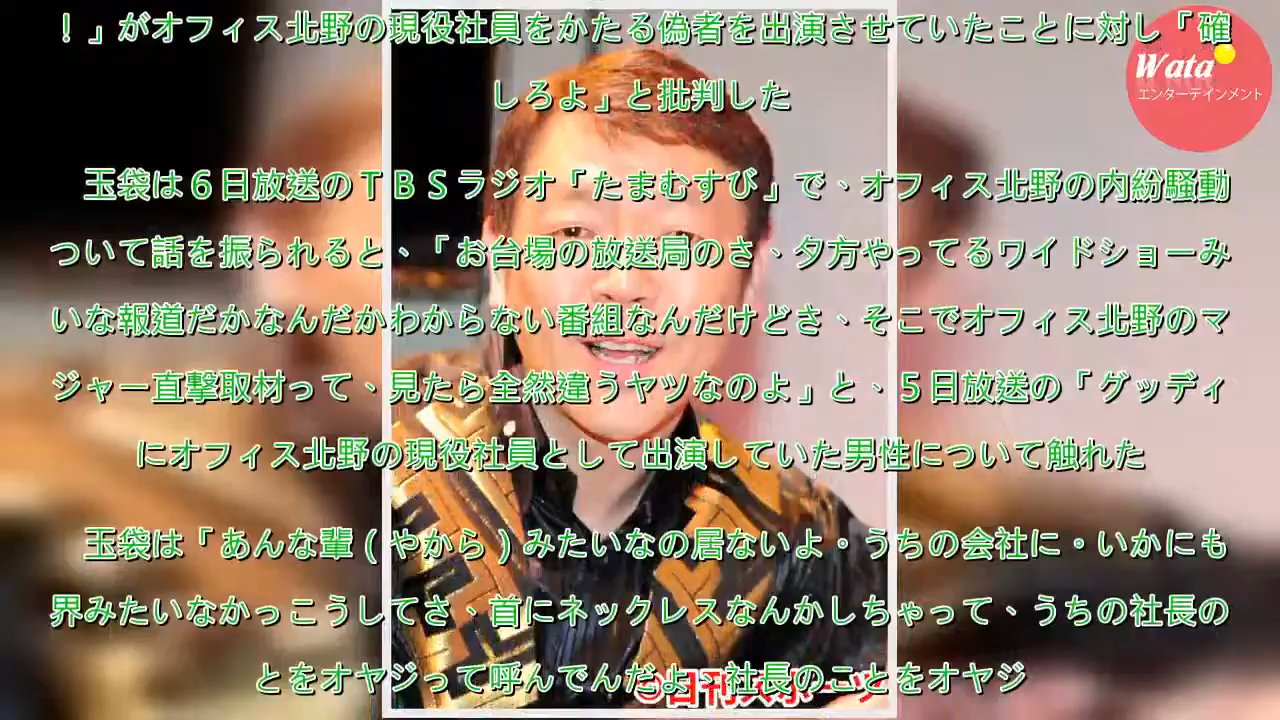 ！」がオフィス北野の現役社員をかたる偽者を出演させていたことに対し「確
しろよ」と批判した
玉袋は６日放送のＴＢＳラジオ「たまむすび」で、オフィス北野の内紛騒動
ついて話を振られると、「お台場の放送局のさ、夕方やってるワイドショーみ
いな報道だかなんだかわからない番組なんだけどさ、そこでオフィス北野のマ
ジャー直撃取材って、見たら全然違うヤツなのよ」と、５日放送の「グッディ
にオフィス北野の現役社員として出演していた男性について触れた
玉袋は「あんな輩（やから）みたいなの居ないよ・うちの会社に・いかにも
界みたいなかっこうしてさ、首にネックレスなんかしちゃって、うちの社長の
とをオヤジって呼んでんだよ、社長のことをオヤジ
Wata
エンターテインメント
日刊スポーツ